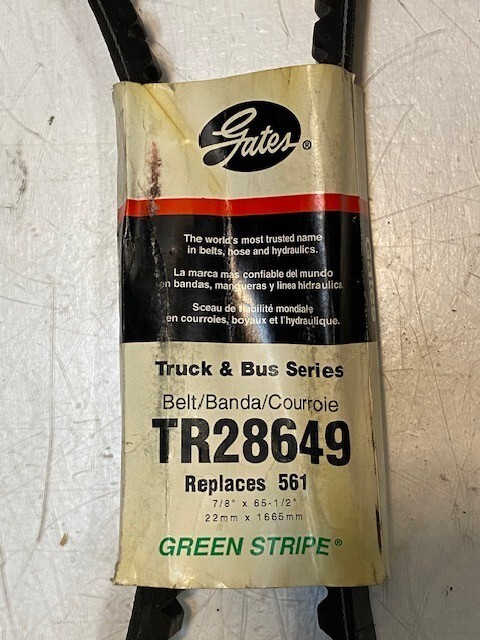 Gates®
The world's most trusted name
in belts, hose and hydraulics.
La marca más confiable del mundo
en bandas, mangueras y linea hidraulica
Sceau de fiabilité mondiale
en courroies, boyaux et l'hydraulique.
Truck & Bus Series
Belt/Banda/Courroie
TR28649
Replaces 561
7/8" x 65-1/2"
22mm x 1665mm
GREEN STRIPE®